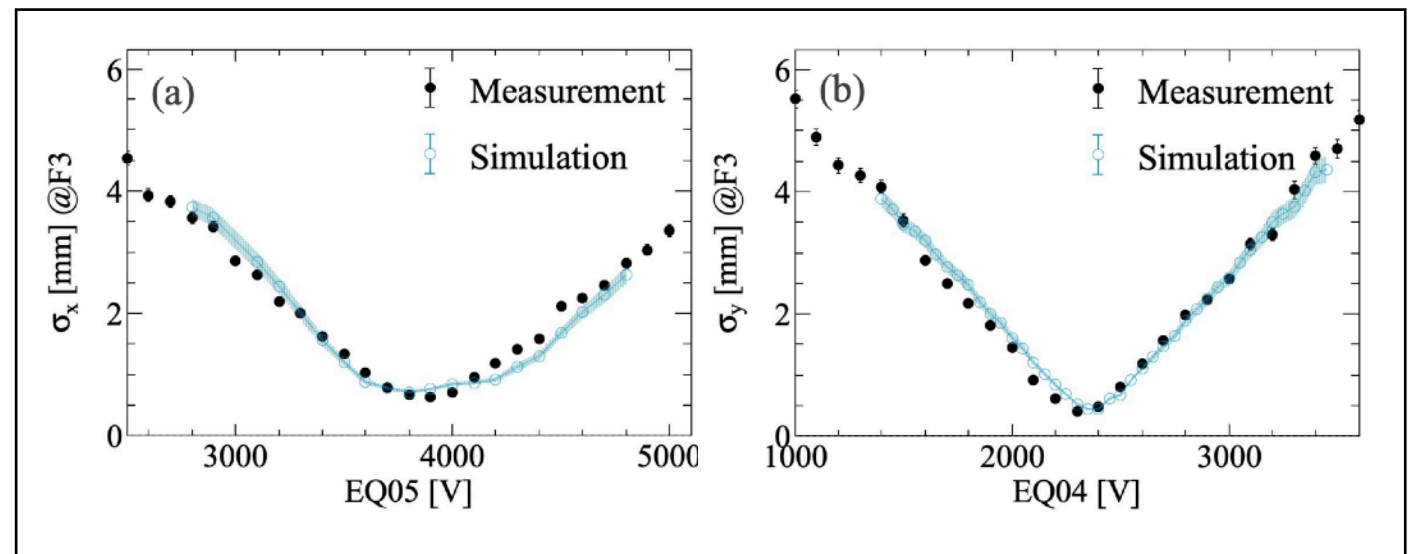 (a)
Measurement
Simulation
σx [mm] @F3
6
4
2
0
3000
4000
5000
EQ05 [V]
(b)
Measurement
Simulation
σy [mm] @F3
6
4
2
0
1000
2000
3000
EQ04 [V]